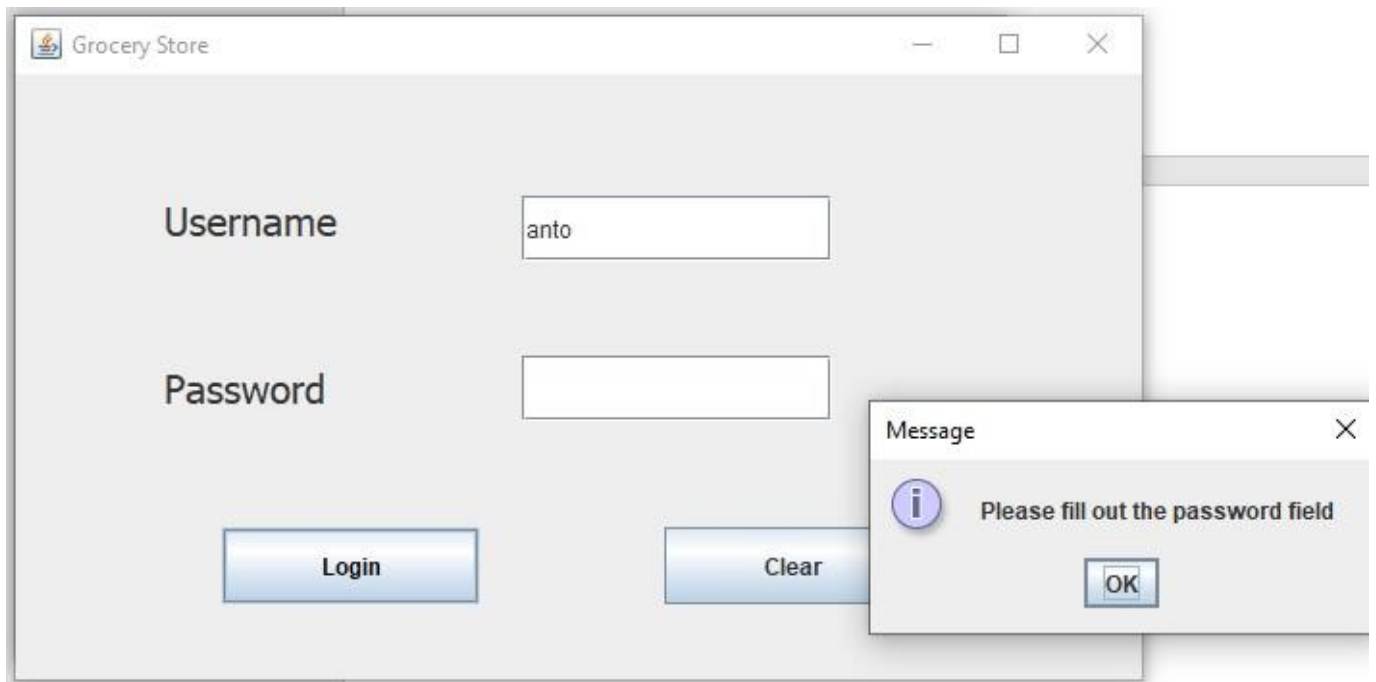 Grocery Store
Username
anto
Password
Message
Please fill out the password field
Login
Clear
OK